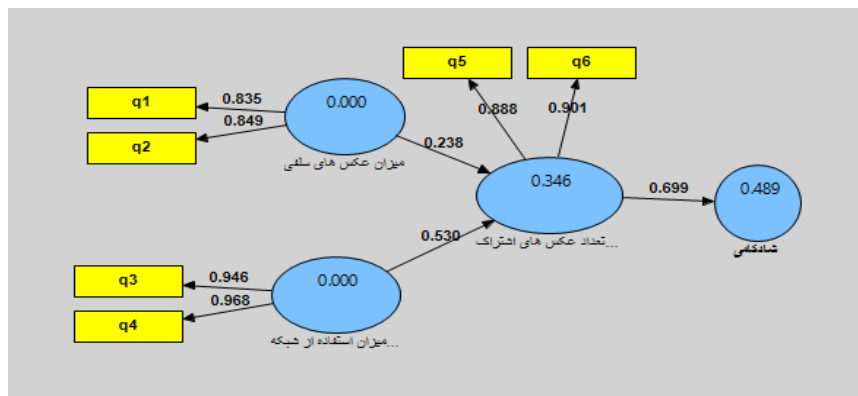 q5
q6
q1
0.835
0.000
0.888
0.901
0.849
q2
میزان عکس های سلفی
0.238
0.346
0.699
0.489
0.530
تعداد عکس های اشتراک...
شادکامی
q3
0.946
0.000
0.968
q4
میزان استفاده از شبکه...